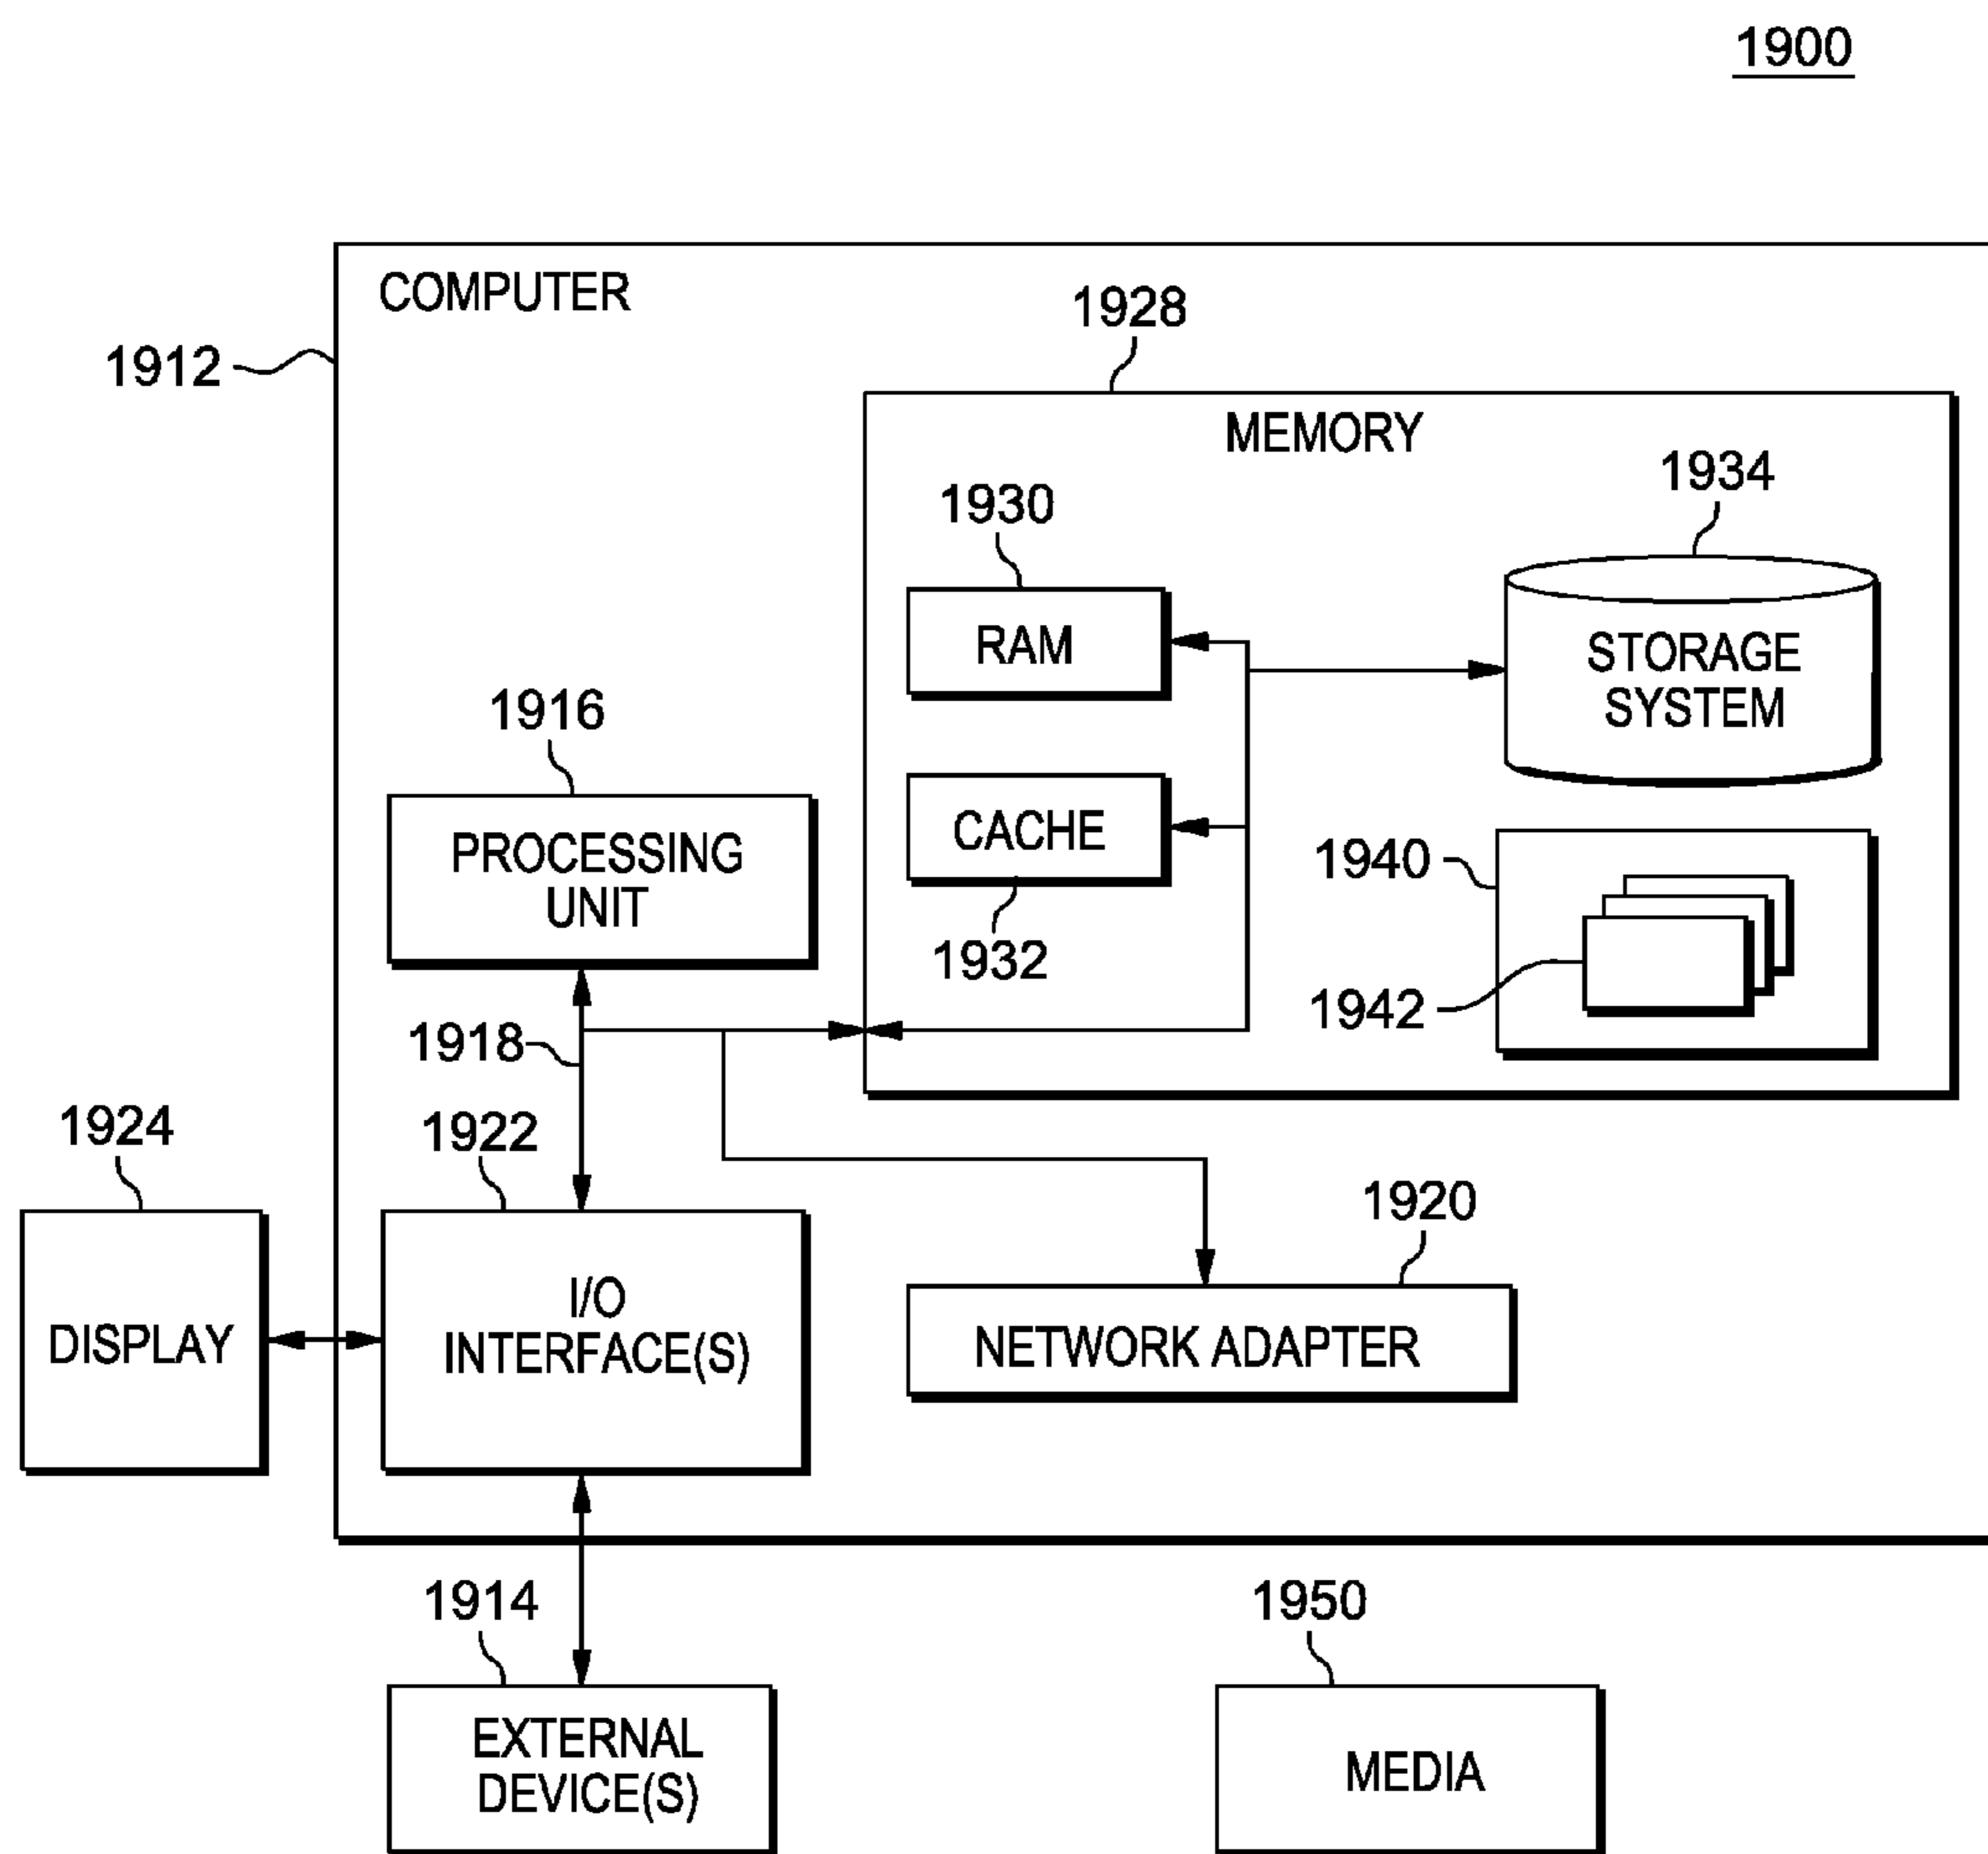 1900
COMPUTER
1912
1928
MEMORY
1930
1934
RAM
STORAGE
SYSTEM
1916
PROCESSING
UNIT
CACHE
1932
1940
1942
1918
1924
1922
1920
DISPLAY
I/O
INTERFACE(S)
NETWORK ADAPTER
1914
1950
EXTERNAL
DEVICE(S)
MEDIA